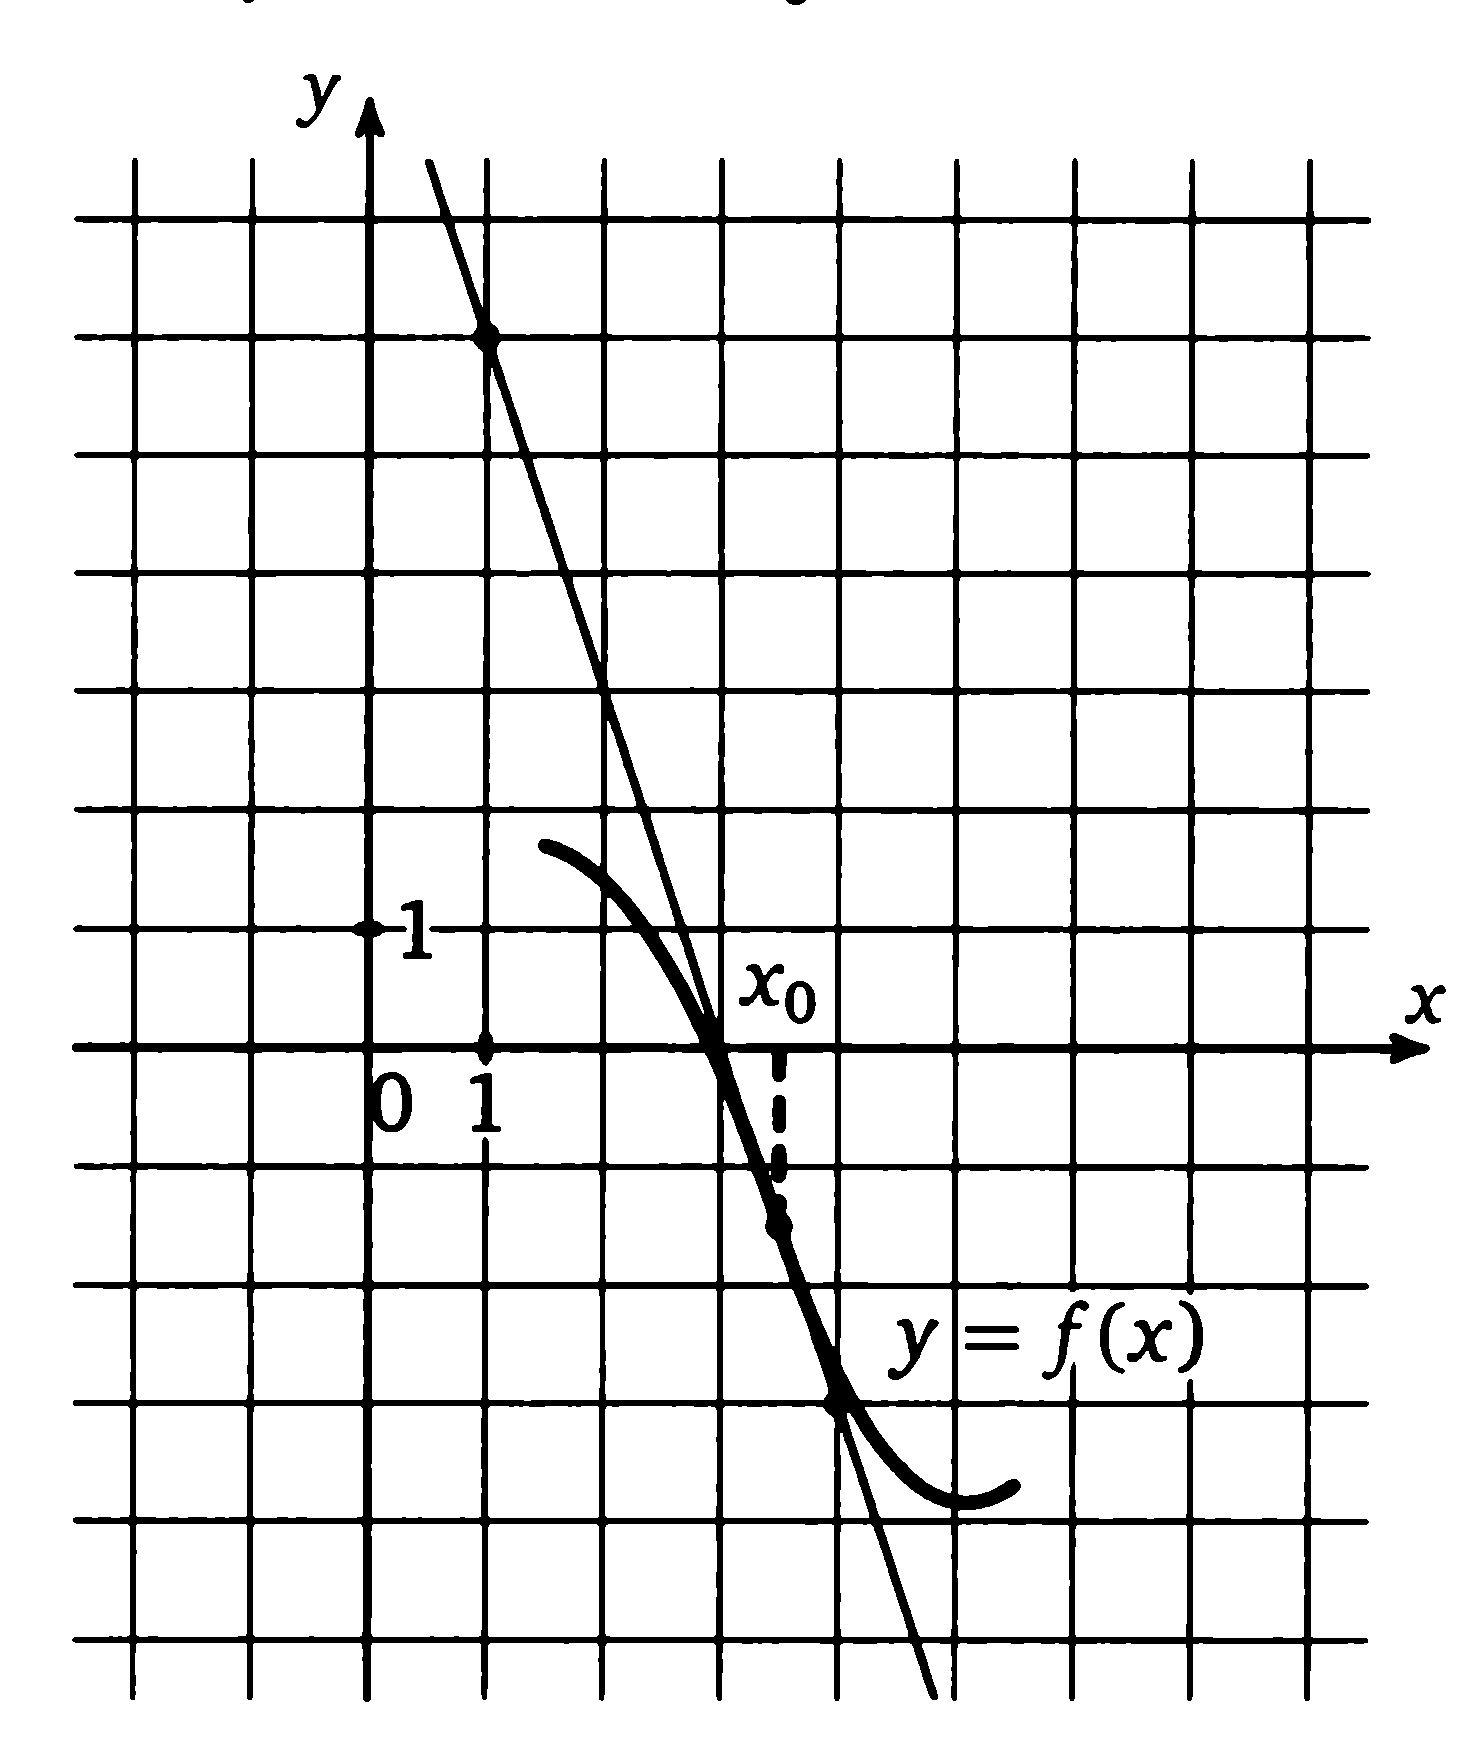 y
1
x₀
x
0 1
y = f(x)